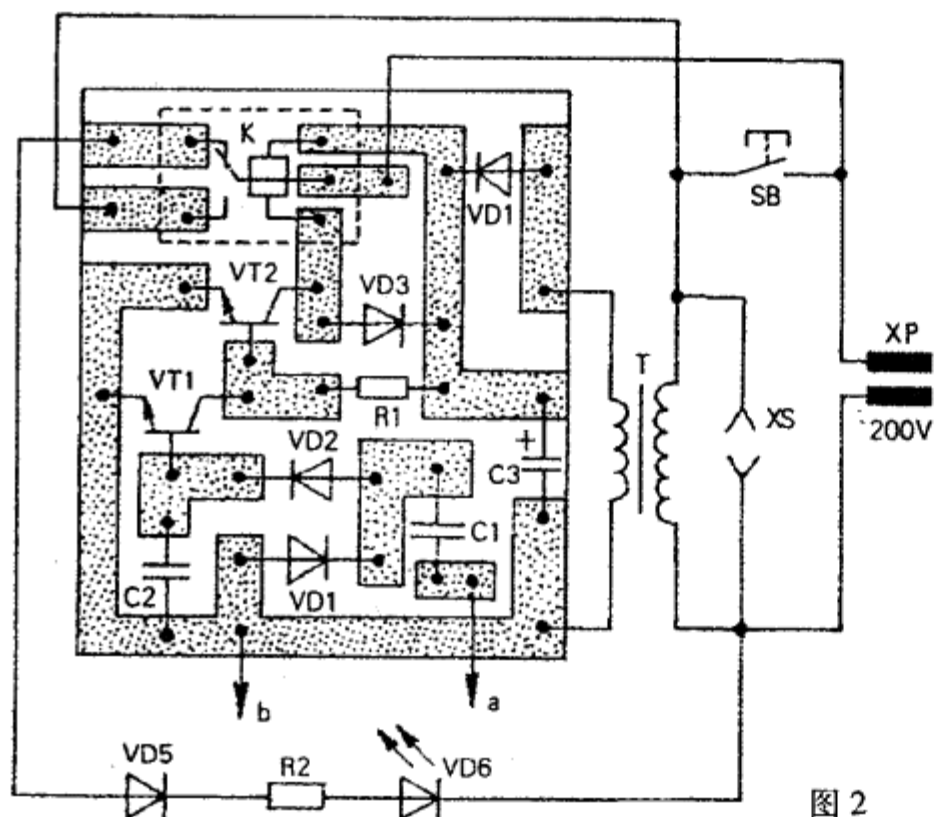 K
VD1
SB
VT2
VD3
XP
VT1
R1
T
XS
200V
VD2
+
C3
C1
C2
VD1
b
a
VD5
R2
VD6
图 2